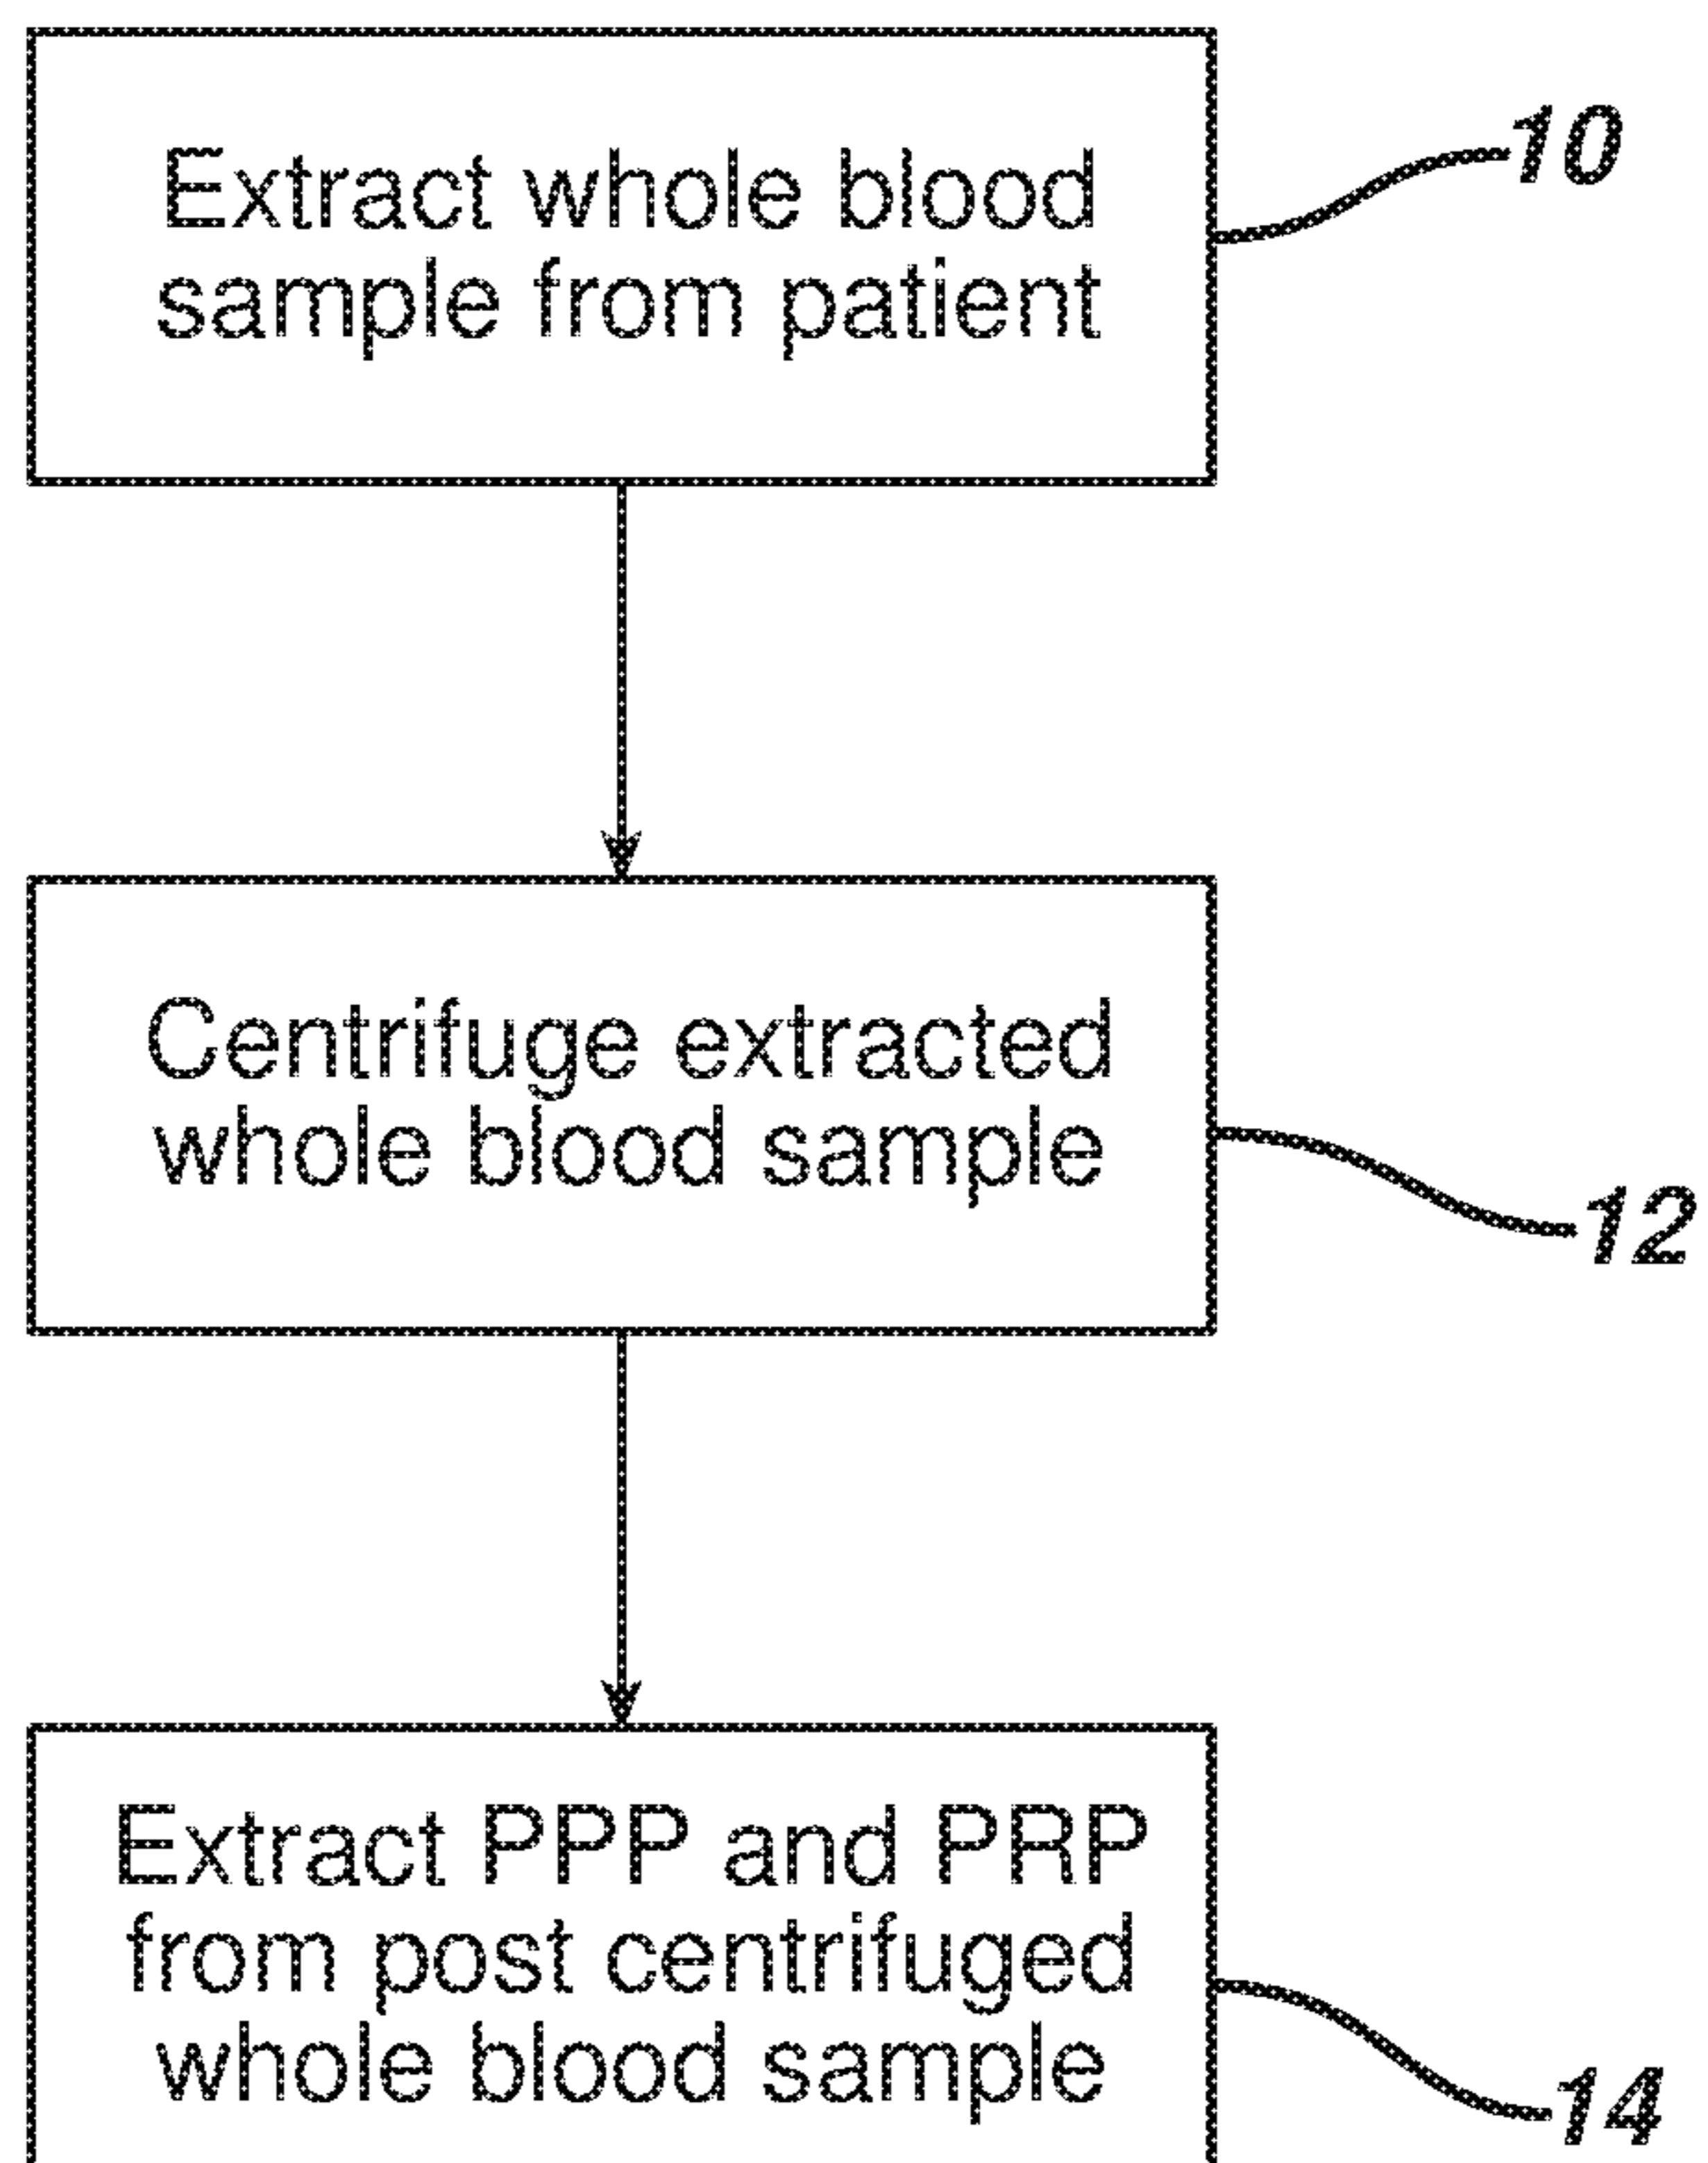 Extract whole blood
sample from patient
10
Centrifuge extracted
whole blood sample
12
Extract PPP and PRP
from post centrifuged
whole blood sample
14